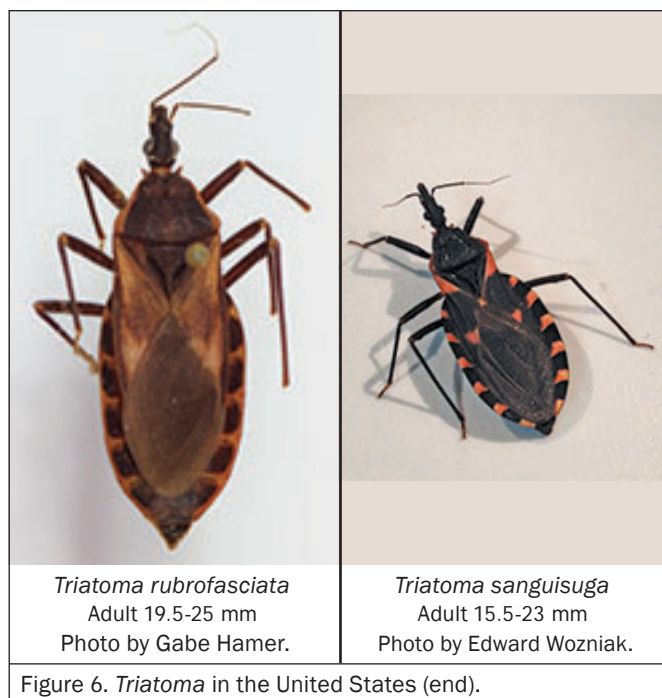 Triatoma rubrofasciata
Adult 19.5-25 mm
Photo by Gabe Hamer.
Triatoma sanguisuga
Adult 15.5-23 mm
Photo by Edward Wozniak.
Figure 6. Triatoma in the United States (end).